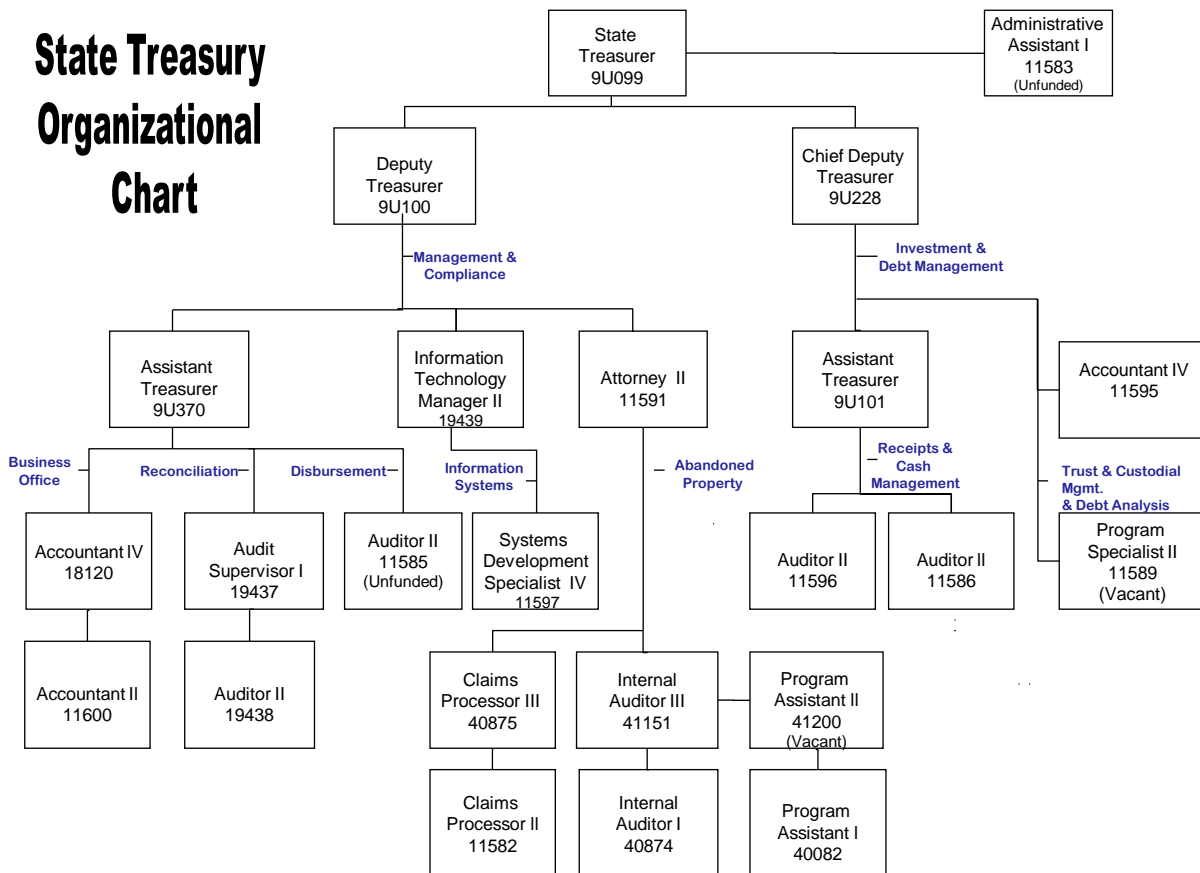 State Treasury
Organizational
Chart
State
Treasurer
9U099
Administrative
Assistant I
11583
(Unfunded)
Deputy
Treasurer
9U100
Chief Deputy
Treasurer
9U228
Management &
Compliance
Investment &
Debt Management
Assistant
Treasurer
9U370
Information
Technology
Manager II
19439
Attorney II
11591
Assistant
Treasurer
9U101
Accountant IV
11595
Business
Office
Reconciliation
Disbursement
Information
Systems
Abandoned
Property
Receipts &
Cash
Management
Trust & Custodial
Mgmt.
& Debt Analysis
Accountant IV
18120
Audit
Supervisor I
19437
Auditor II
11585
(Unfunded)
Systems
Development
Specialist IV
11597
Auditor II
11596
Auditor II
11586
Program
Specialist II
11589
(Vacant)
Accountant II
11600
Auditor II
19438
Claims
Processor III
40875
Internal
Auditor III
41151
Program
Assistant II
41200
(Vacant)
Claims
Processor II
11582
Internal
Auditor I
40874
Program
Assistant I
40082